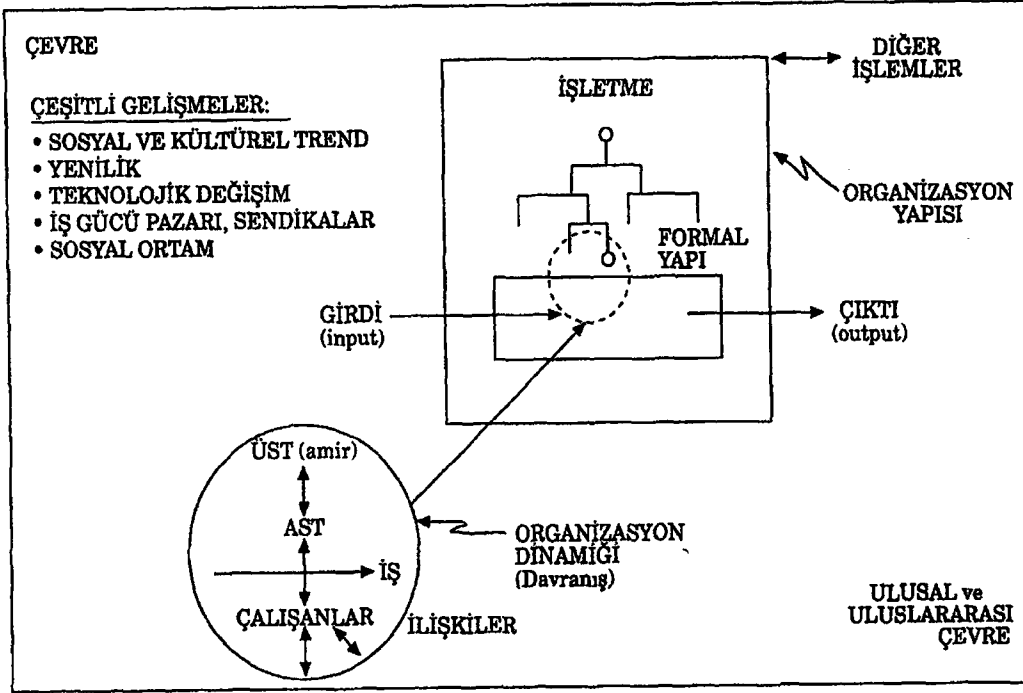 ÇEVRE
ÇEŞİTLİ GELİŞMELER:
• SOSYAL VE KÜLTÜREL TREND
• YENİLİK
• TEKNOLOJİK DEĞİŞİM
• İŞ GÜCÜ PAZARI, SENDİKALAR
• SOSYAL ORTAM
İŞLETME
DİĞER
İŞLEMLER
ORGANİZASYON
YAPISI
FORMAL
YAPI
GİRDİ
(input)
ÇIKTI
(output)
ÜST (amir)
AST
İŞ
ÇALIŞANLAR
İLİŞKİLER
ORGANİZASYON
DİNAMİĞİ
(Davranış)
ULUSAL ve
ULUSLARARASI
ÇEVRE